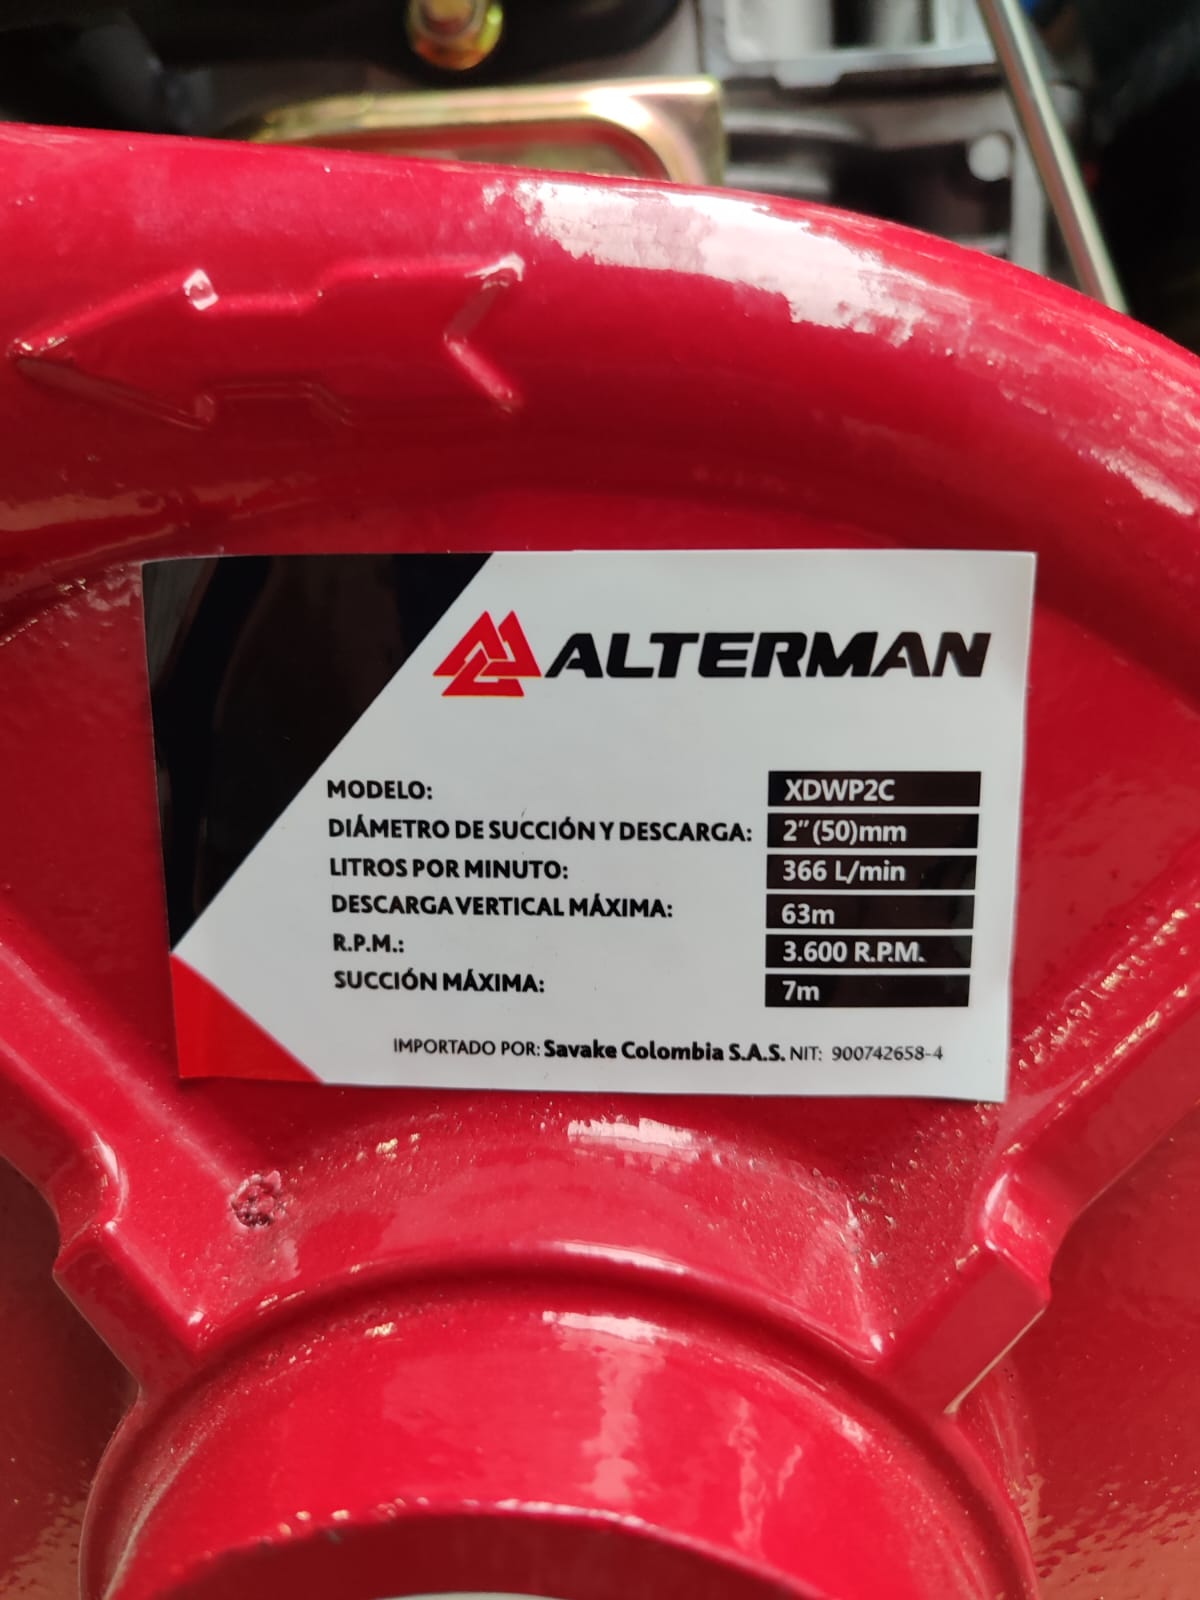 ALTERMAN
MODELO: XDWP2C
DIÁMETRO DE SUCCIÓN Y DESCARGA: 2"(50)mm
LITROS POR MINUTO: 366 L/min
DESCARGA VERTICAL MÁXIMA: 63m
R.P.M.: 3.600 R.P.M.
SUCCIÓN MÁXIMA: 7m
IMPORTADO POR: Savake Colombia S.A.S. NIT: 900742658-4